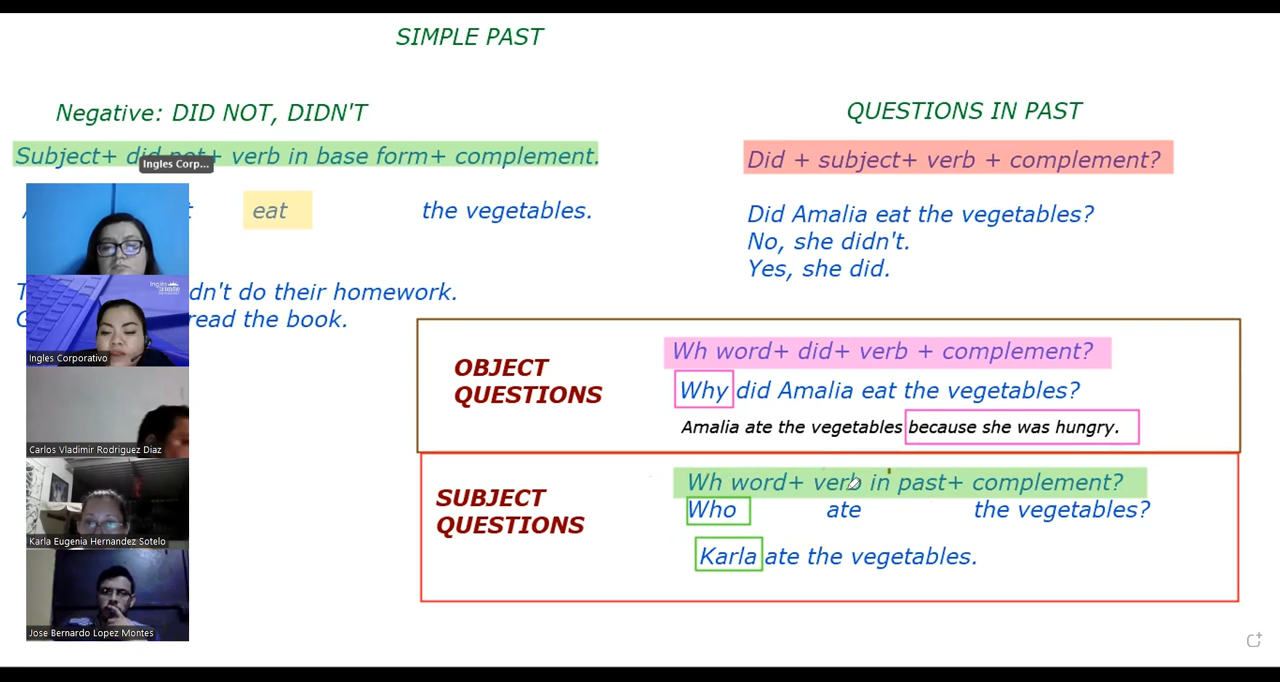 SIMPLE PAST
Negative: DID NOT, DIDN'T
Subject+ did not+ verb in base form+ complement.
Ingles Corp...
eat the vegetables.
dn't do their homework.
read the book.
Ingles Corporativo
Carlos Vladimir Rodriguez Diaz
Karla Eugenia Hernandez Sotelo
Jose Bernardo Lopez Montes
QUESTIONS IN PAST
Did + subject+ verb + complement?
Did Amalia eat the vegetables?
No, she didn't.
Yes, she did.
OBJECT
QUESTIONS
Wh word+ did+ verb + complement?
Why did Amalia eat the vegetables?
Amalia ate the vegetables because she was hungry.
SUBJECT
QUESTIONS
Wh word+ verb in past+ complement?
Who ate the vegetables?
Karla ate the vegetables.